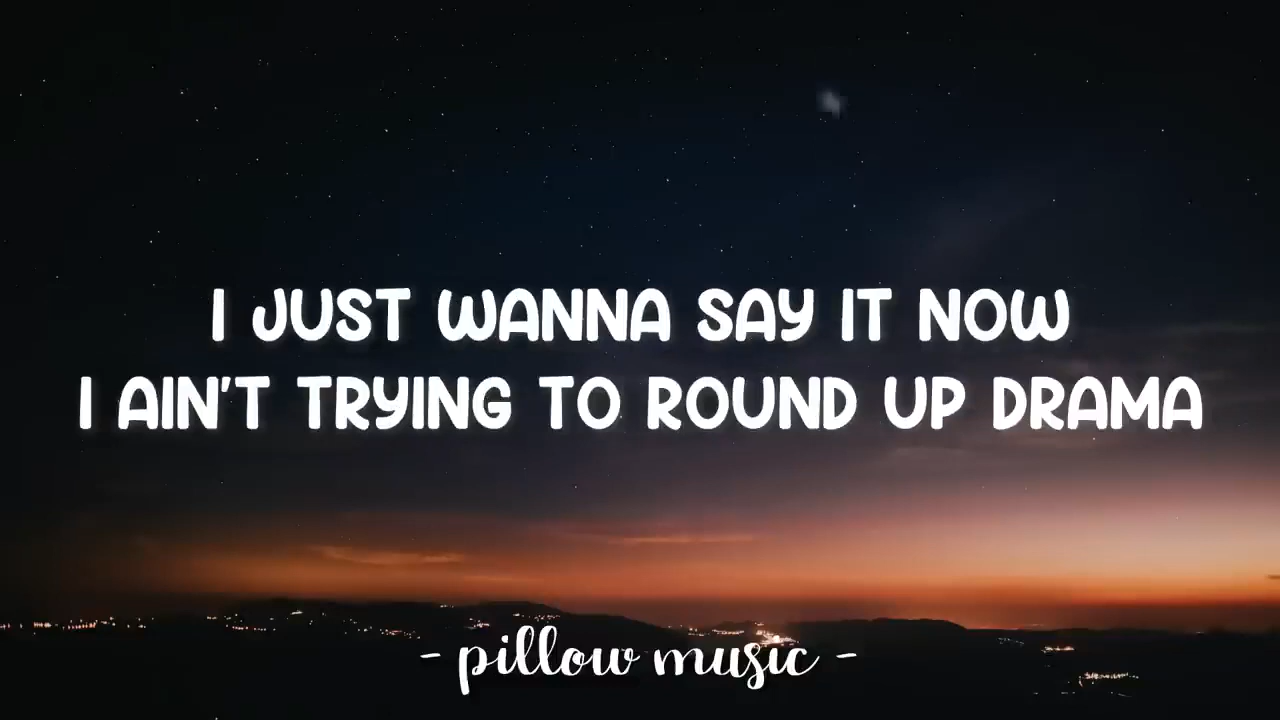 I JUST WANNA SAY IT NOW
I AIN'T TRYING TO ROUND UP DRAMA
- pillow music -